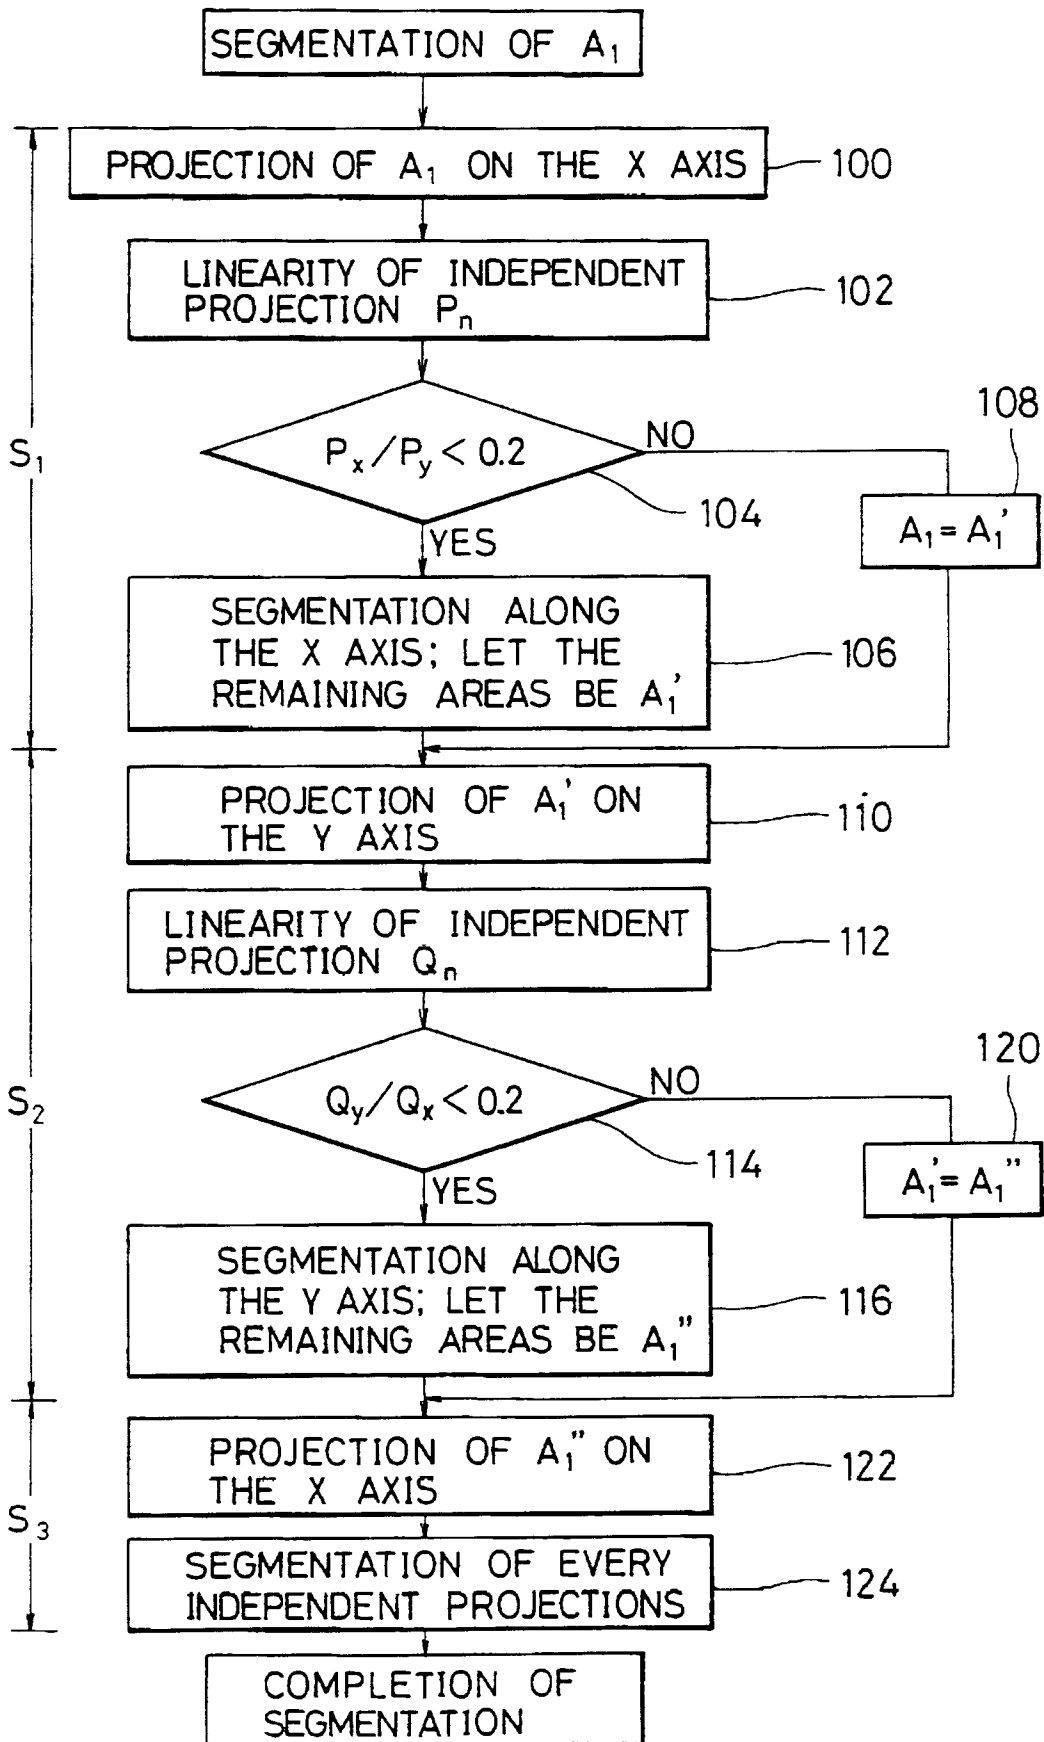 SEGMENTATION OF A₁
PROJECTION OF A₁ ON THE X AXIS
100
LINEARITY OF INDEPENDENT
PROJECTION Pₙ
102
S₁
Pₓ/Pᵧ < 0.2
NO
104
YES
108
A₁ = A₁'
SEGMENTATION ALONG
THE X AXIS; LET THE
REMAINING AREAS BE A₁'
106
PROJECTION OF A₁' ON
THE Y AXIS
110
LINEARITY OF INDEPENDENT
PROJECTION Qₙ
112
S₂
Qᵧ/Qₓ < 0.2
NO
114
YES
120
A₁' = A₁"
SEGMENTATION ALONG
THE Y AXIS; LET THE
REMAINING AREAS BE A₁"
116
S₃
PROJECTION OF A₁" ON
THE X AXIS
122
SEGMENTATION OF EVERY
INDEPENDENT PROJECTIONS
124
COMPLETION OF
SEGMENTATION